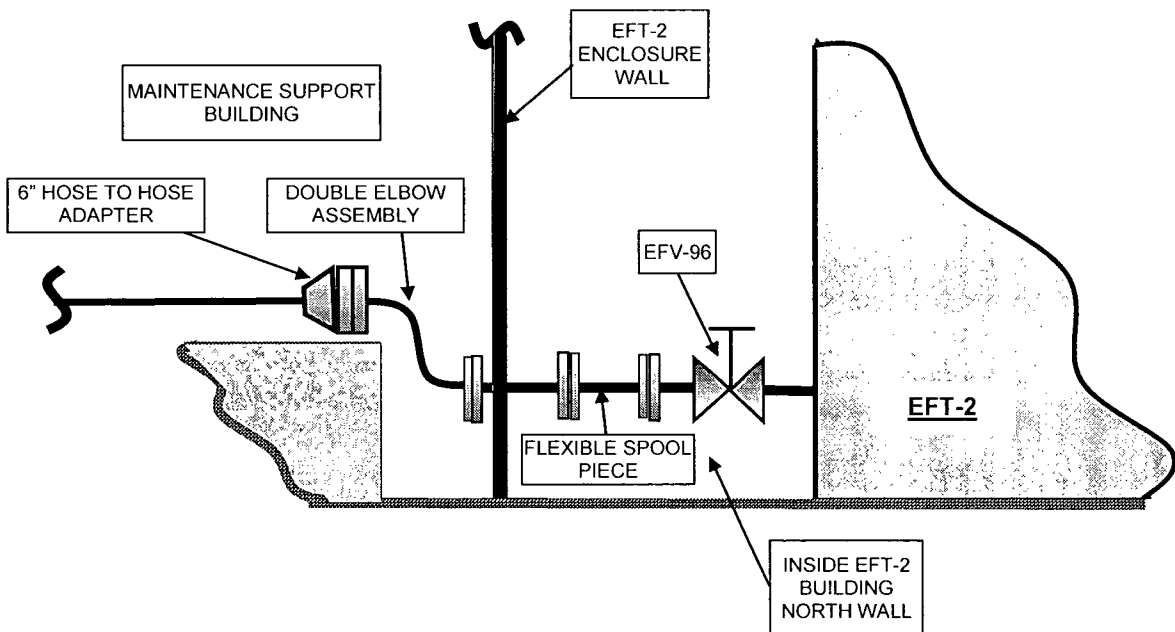 EFT-2
ENCLOSURE
WALL
MAINTENANCE SUPPORT
BUILDING
6" HOSE TO HOSE
ADAPTER
DOUBLE ELBOW
ASSEMBLY
EFV-96
EFT-2
FLEXIBLE SPOOL
PIECE
INSIDE EFT-2
BUILDING
NORTH WALL